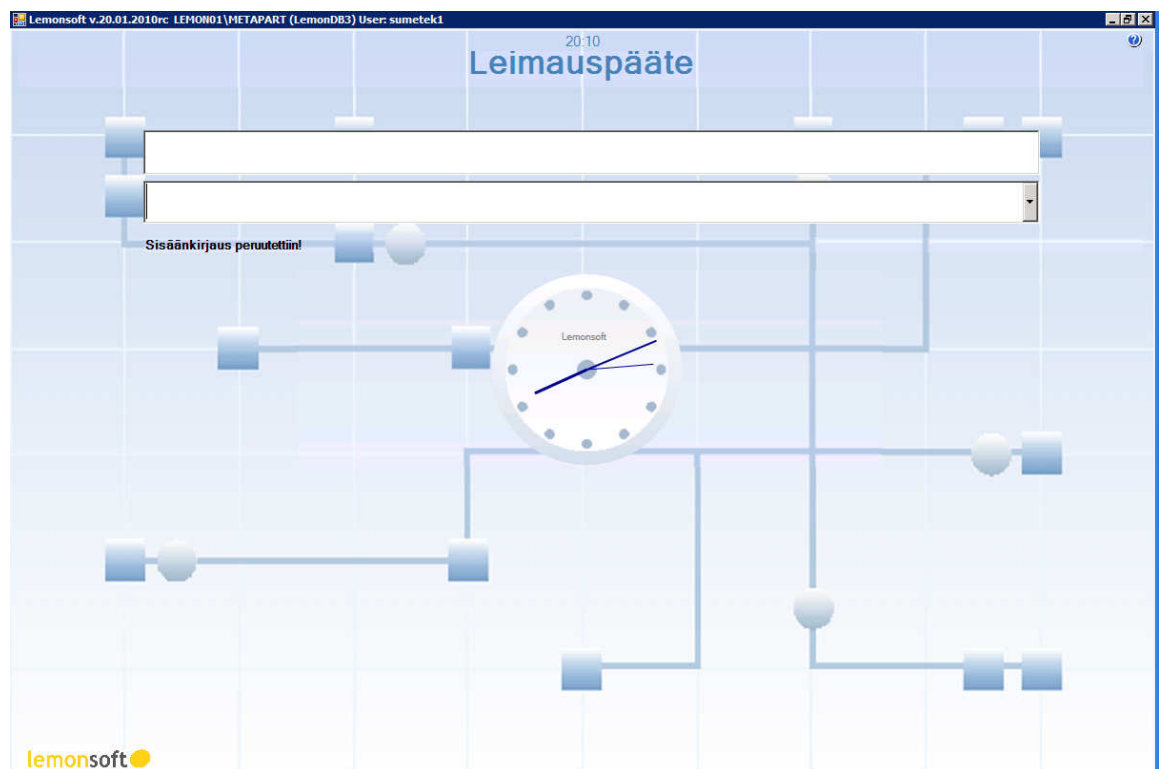 Lemonsoft v.20.01.2010rc LEMON01\METAPART (LemonDB3) User: sumetek1
20:10
Leimauspääte
Sisäänkirjaus peruutettiin!
Lemonsoft
lemonsoft